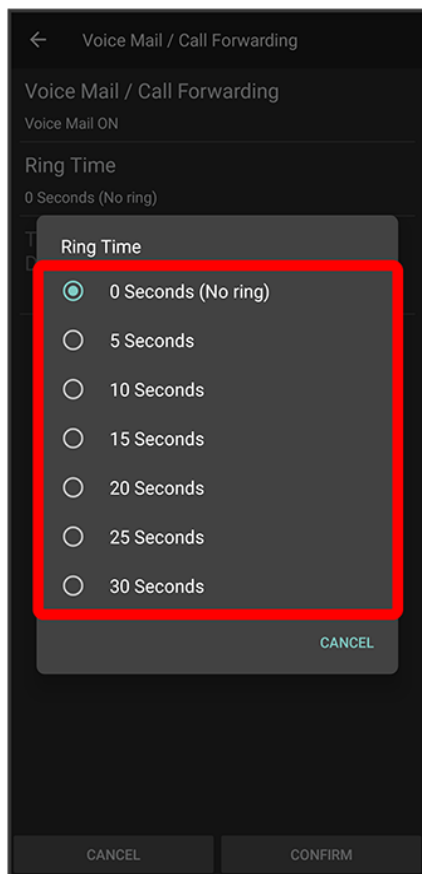 Voice Mail / Call Forwarding
Voice Mail / Call Forwarding
Voice Mail ON
Ring Time
0 Seconds (No ring)
Ring Time
0 Seconds (No ring)
5 Seconds
10 Seconds
15 Seconds
20 Seconds
25 Seconds
30 Seconds
CANCEL
CANCEL
CONFIRM